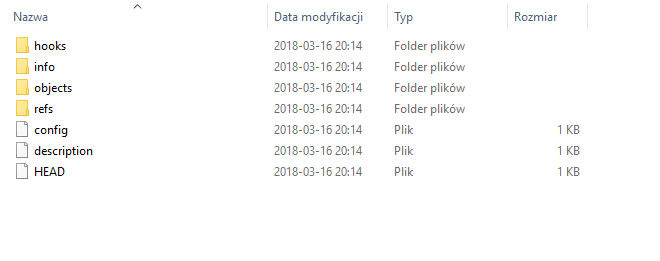 Nazwa Data modyfikacji Typ Rozmiar
hooks 2018-03-16 20:14 Folder plików
info 2018-03-16 20:14 Folder plików
objects 2018-03-16 20:14 Folder plików
refs 2018-03-16 20:14 Folder plików
config 2018-03-16 20:14 Plik 1 KB
description 2018-03-16 20:14 Plik 1 KB
HEAD 2018-03-16 20:14 Plik 1 KB